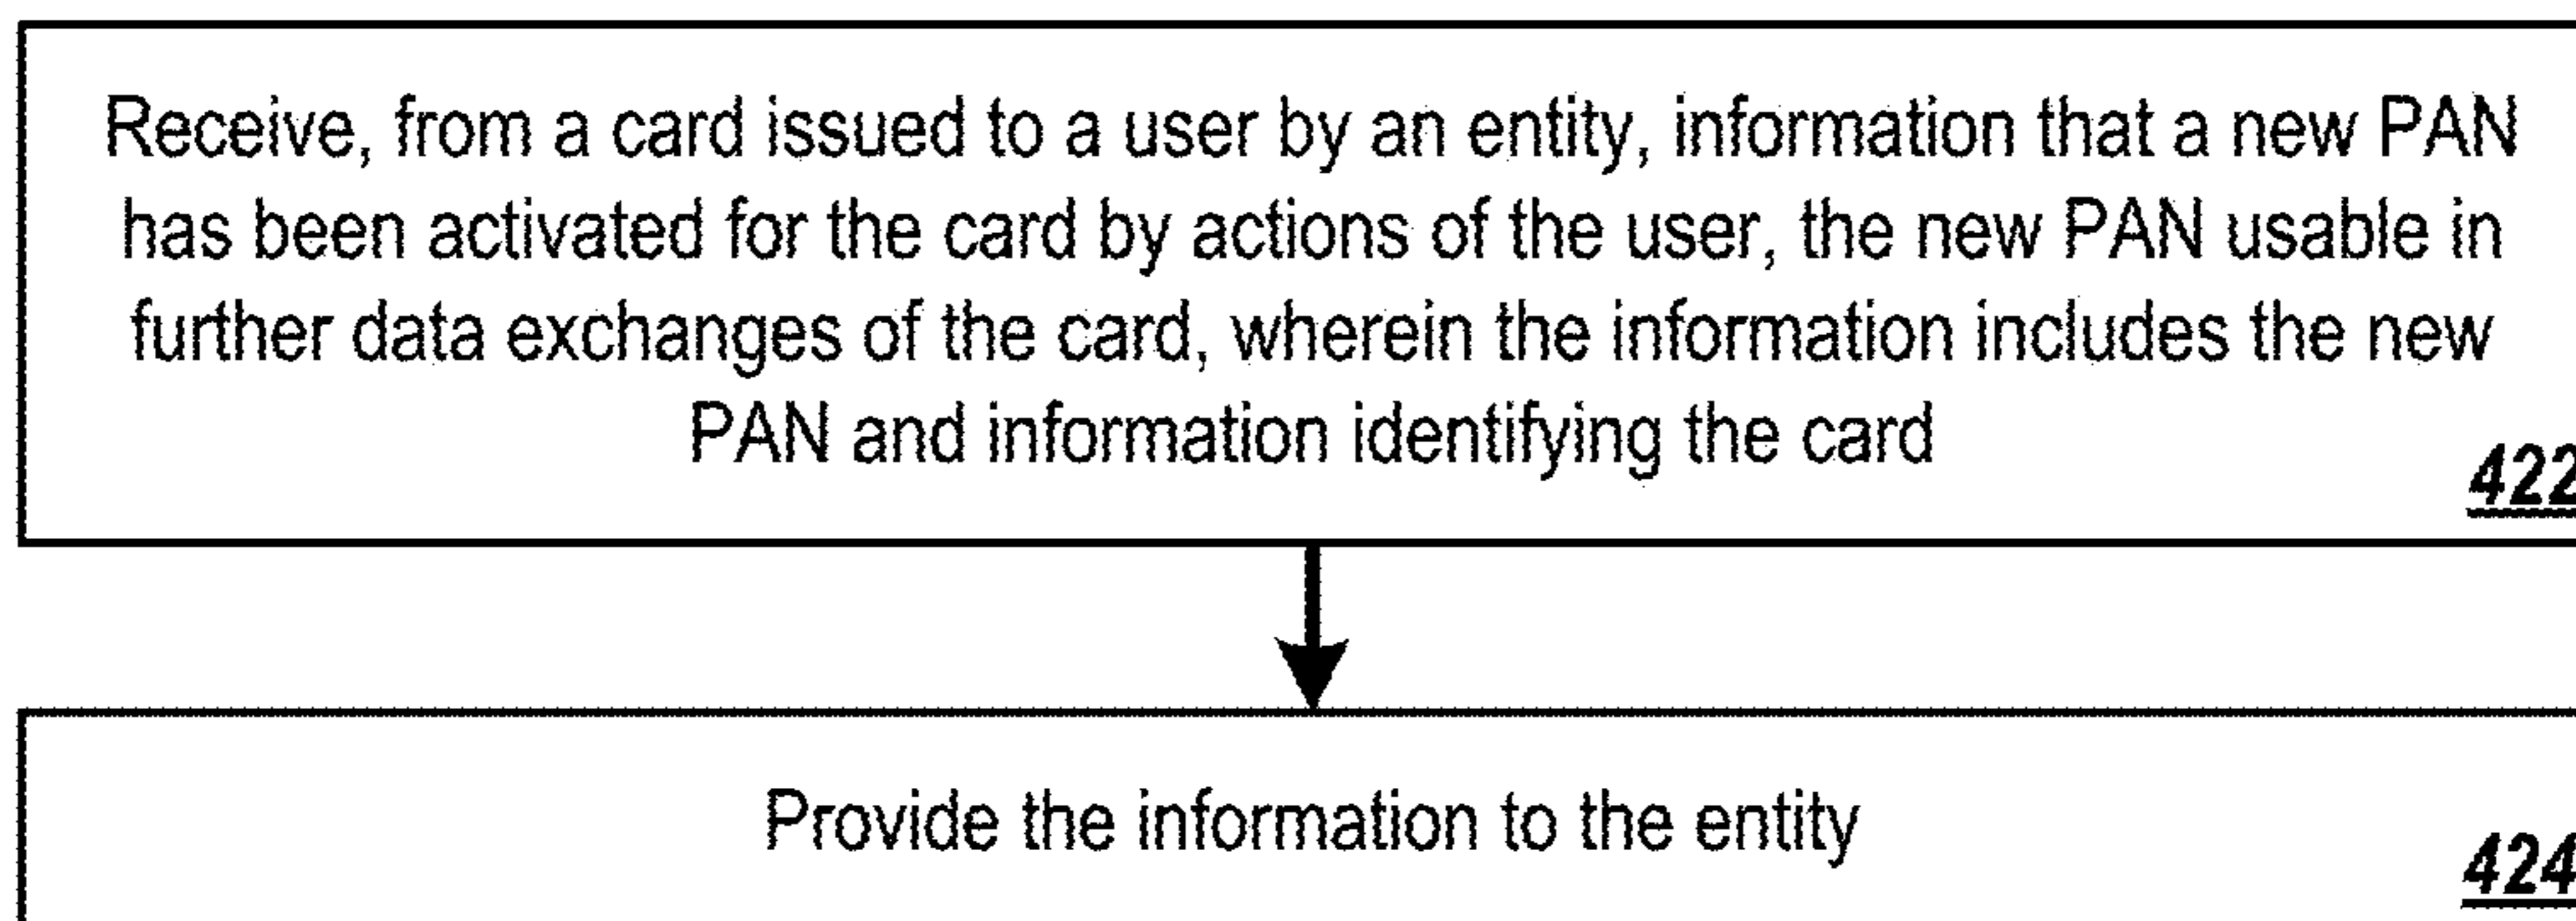 Receive, from a card issued to a user by an entity, information that a new PAN
has been activated for the card by actions of the user, the new PAN usable in
further data exchanges of the card, wherein the information includes the new
PAN and information identifying the card
422
Provide the information to the entity
424